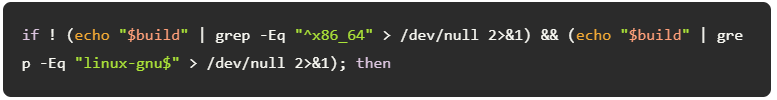 if ! (echo "$build" | grep -Eq "^x86_64" > /dev/null 2>&1) && (echo "$build" | gre
p -Eq "linux-gnu$" > /dev/null 2>&1); then